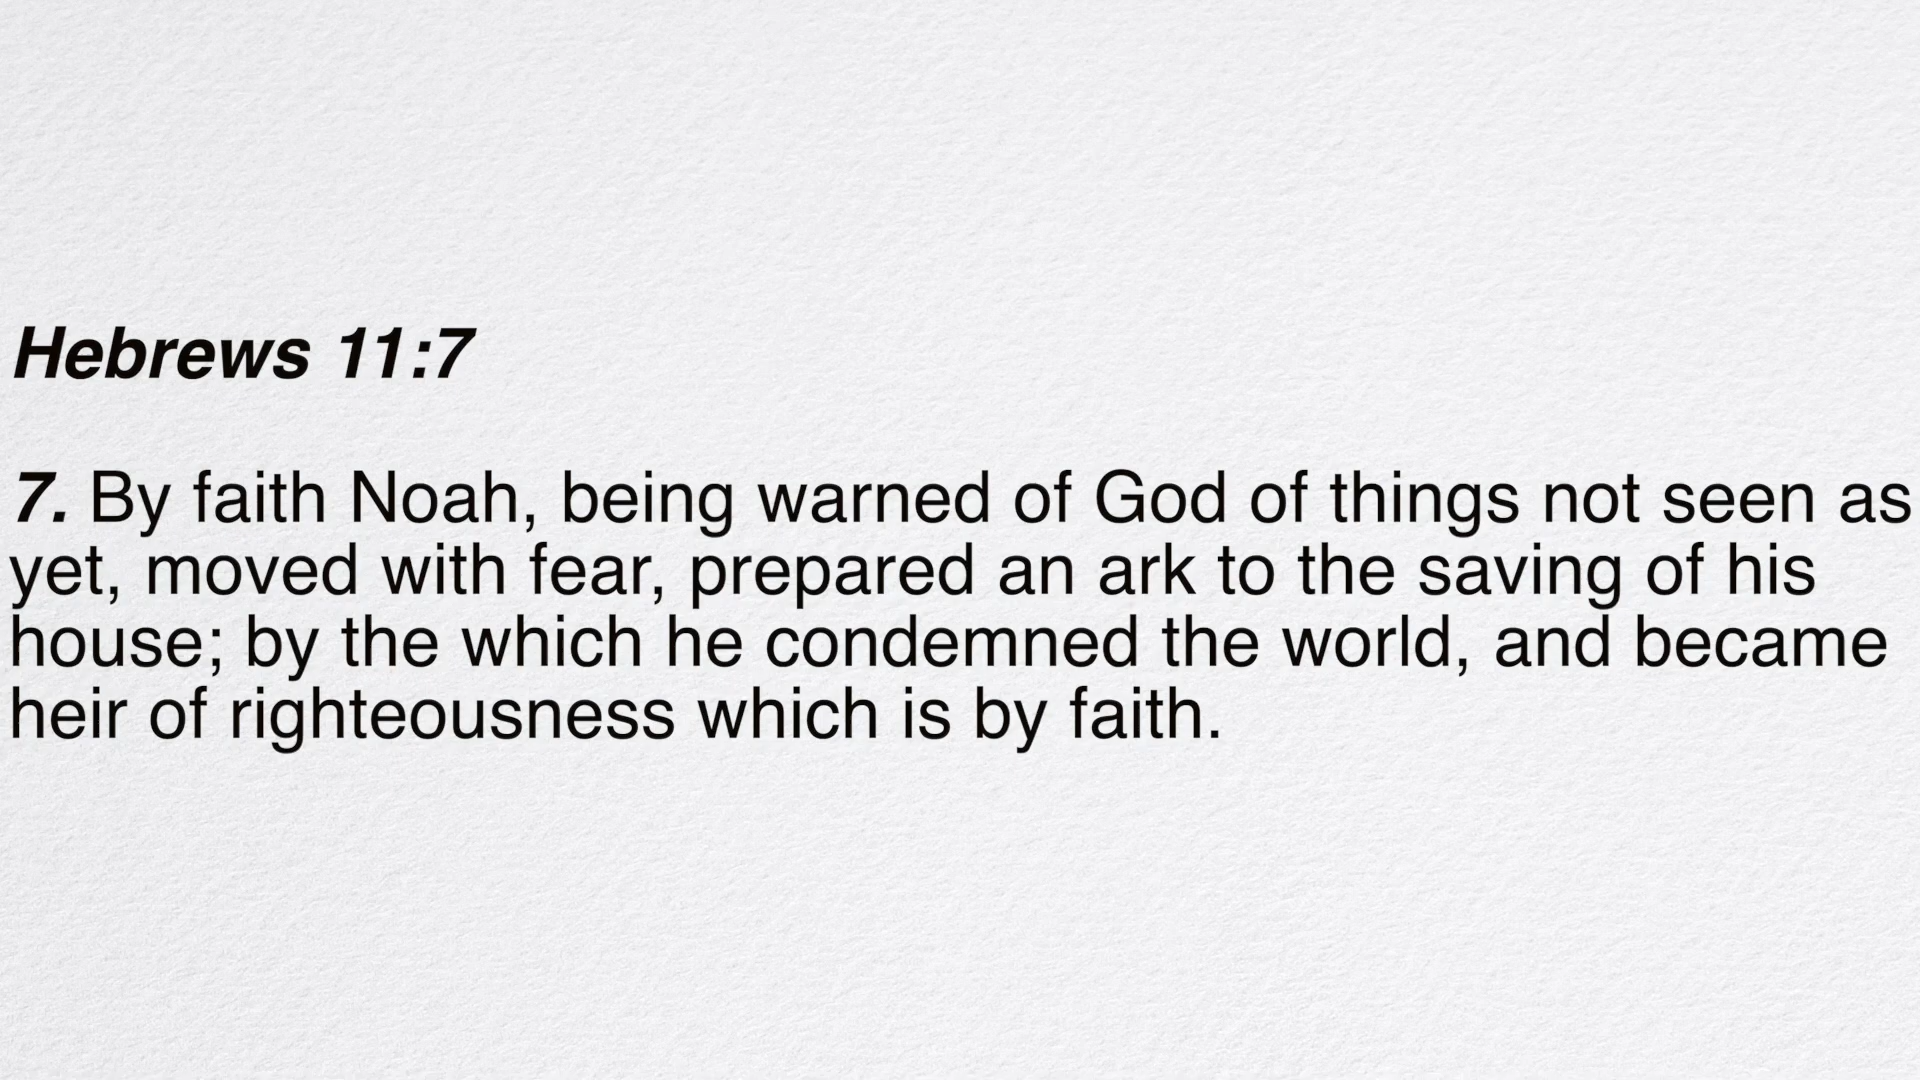 Hebrews 11:7
7. By faith Noah, being warned of God of things not seen as
yet, moved with fear, prepared an ark to the saving of his
house; by the which he condemned the world, and became
heir of righteousness which is by faith.